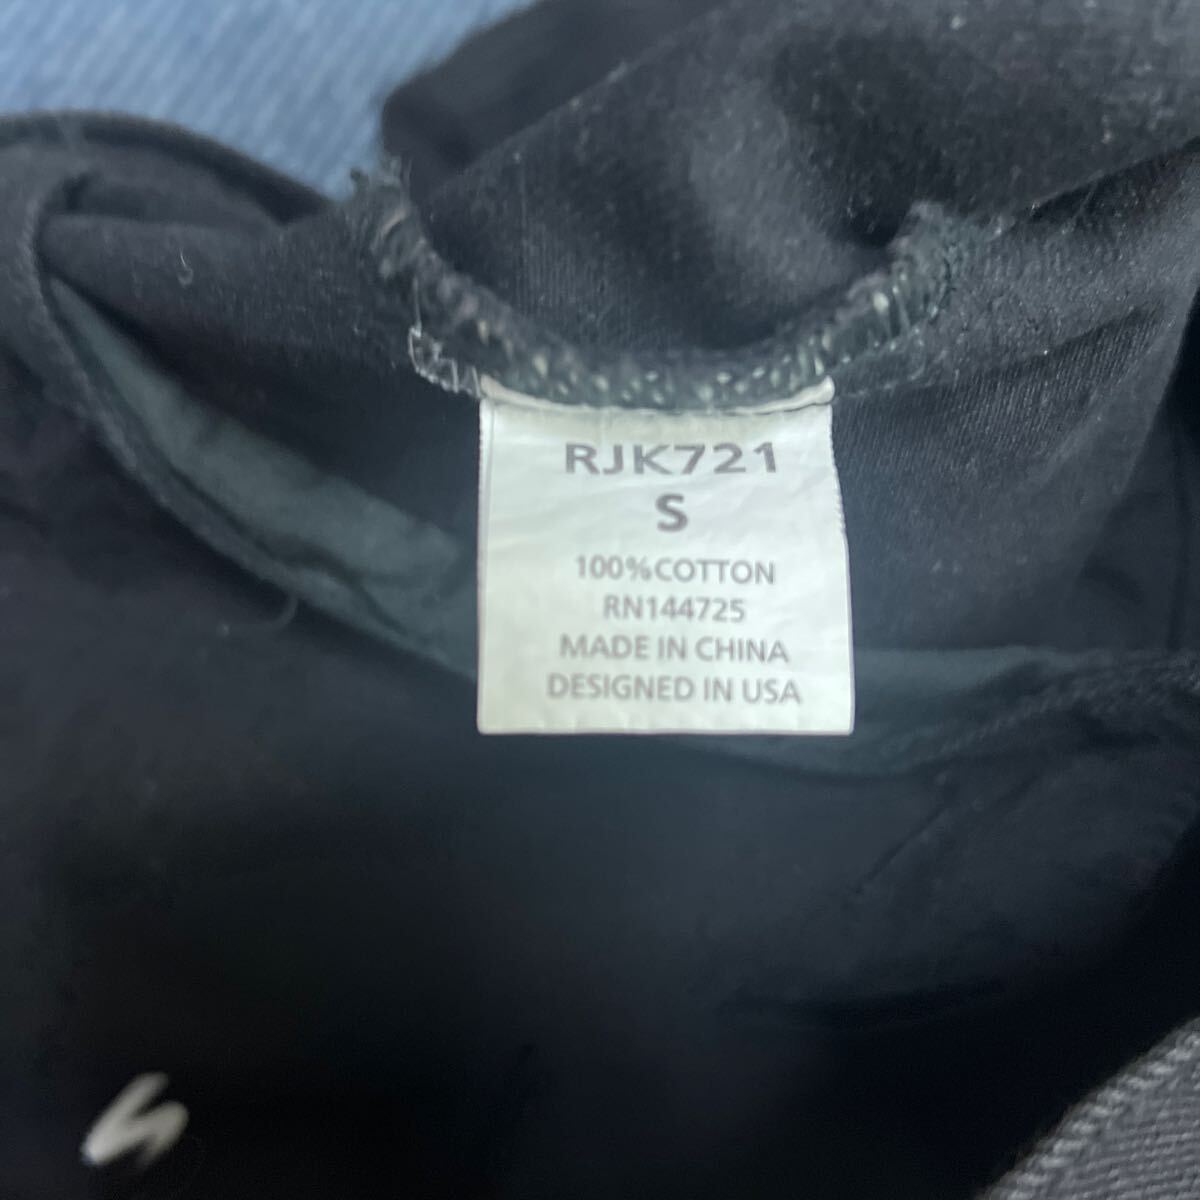 RJK721
S
100%COTTON
RN144725
MADE IN CHINA
DESIGNED IN USA